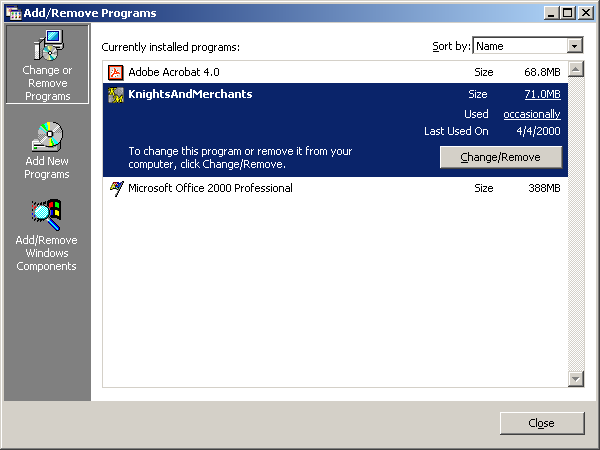 Add/Remove Programs
Change or
Remove
Programs
Add New
Programs
Add/Remove
Windows
Components
Currently installed programs:
Sort by: Name
Adobe Acrobat 4.0 Size 68.8MB
KnightsAndMerchants Size 71.0MB
Used occasionally
Last Used On 4/4/2000
To change this program or remove it from your
computer, click Change/Remove.
Change/Remove
Microsoft Office 2000 Professional Size 388MB
Close